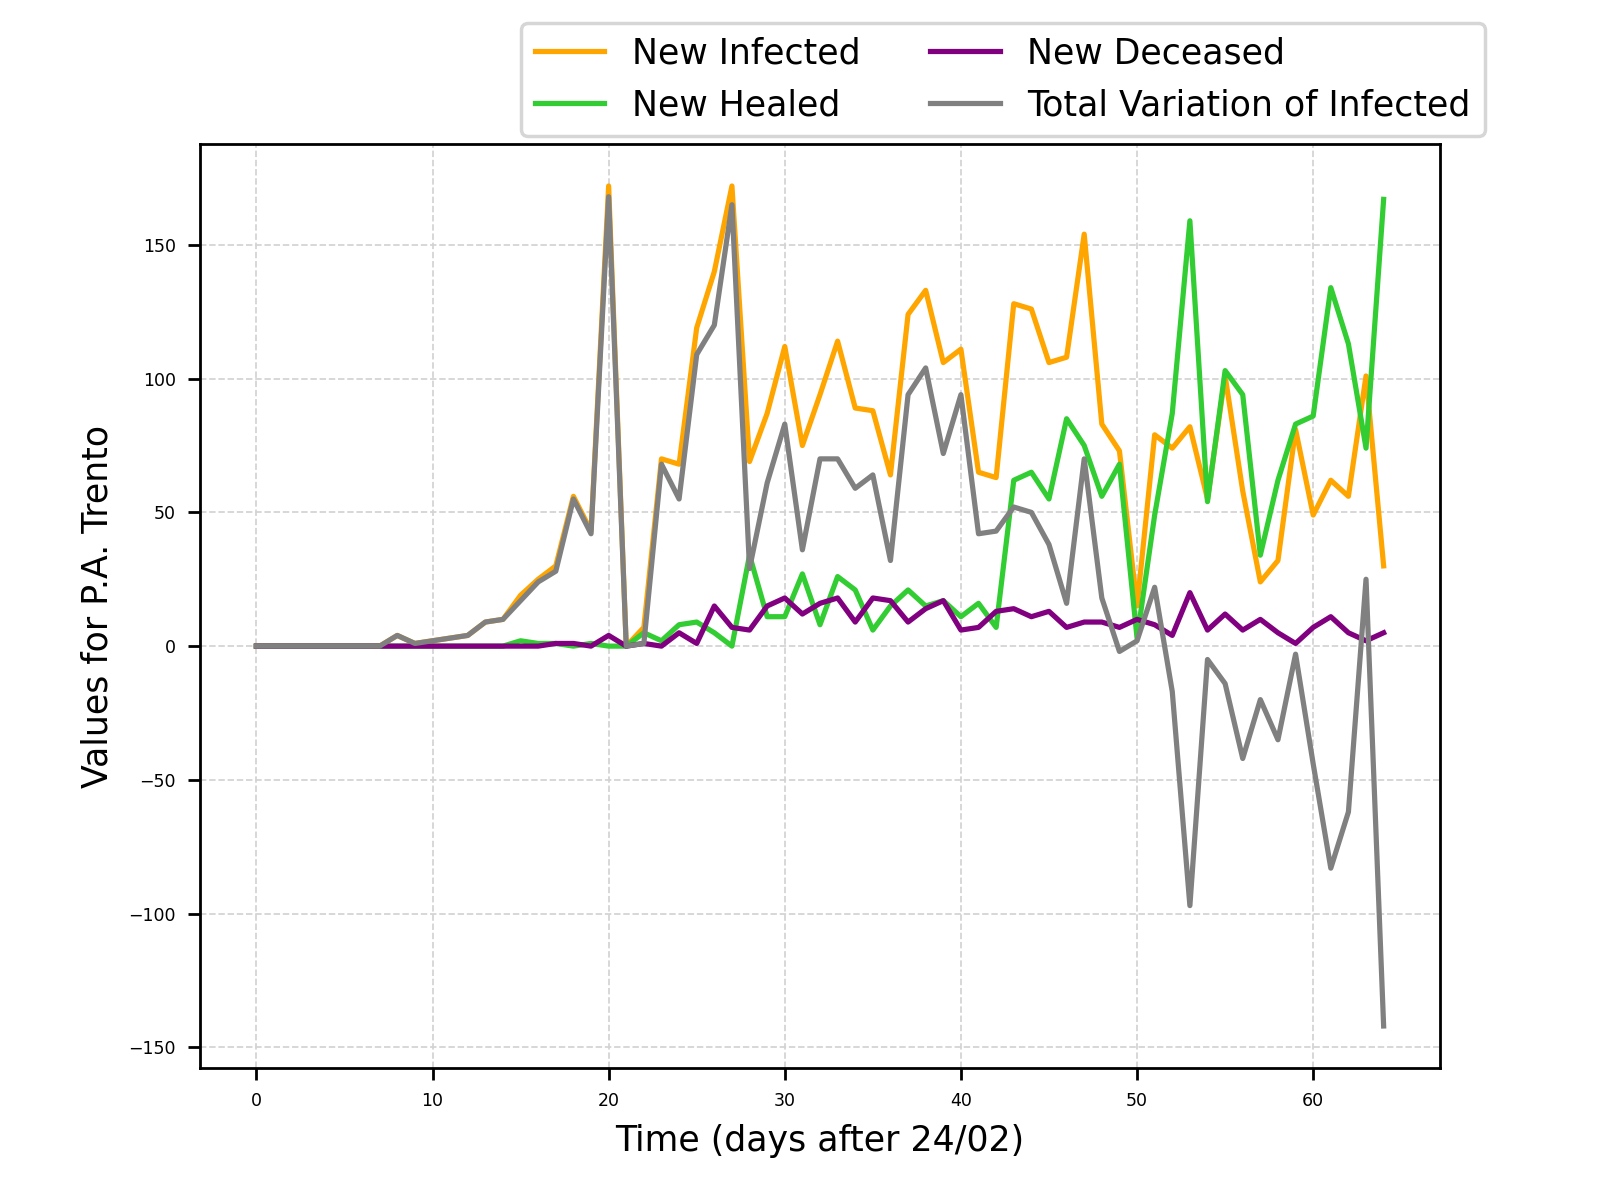 New Infected
New Healed
New Deceased
Total Variation of Infected
Values for P.A. Trento
150
100
50
0
−50
−100
−150
0 10 20 30 40 50 60
Time (days after 24/02)